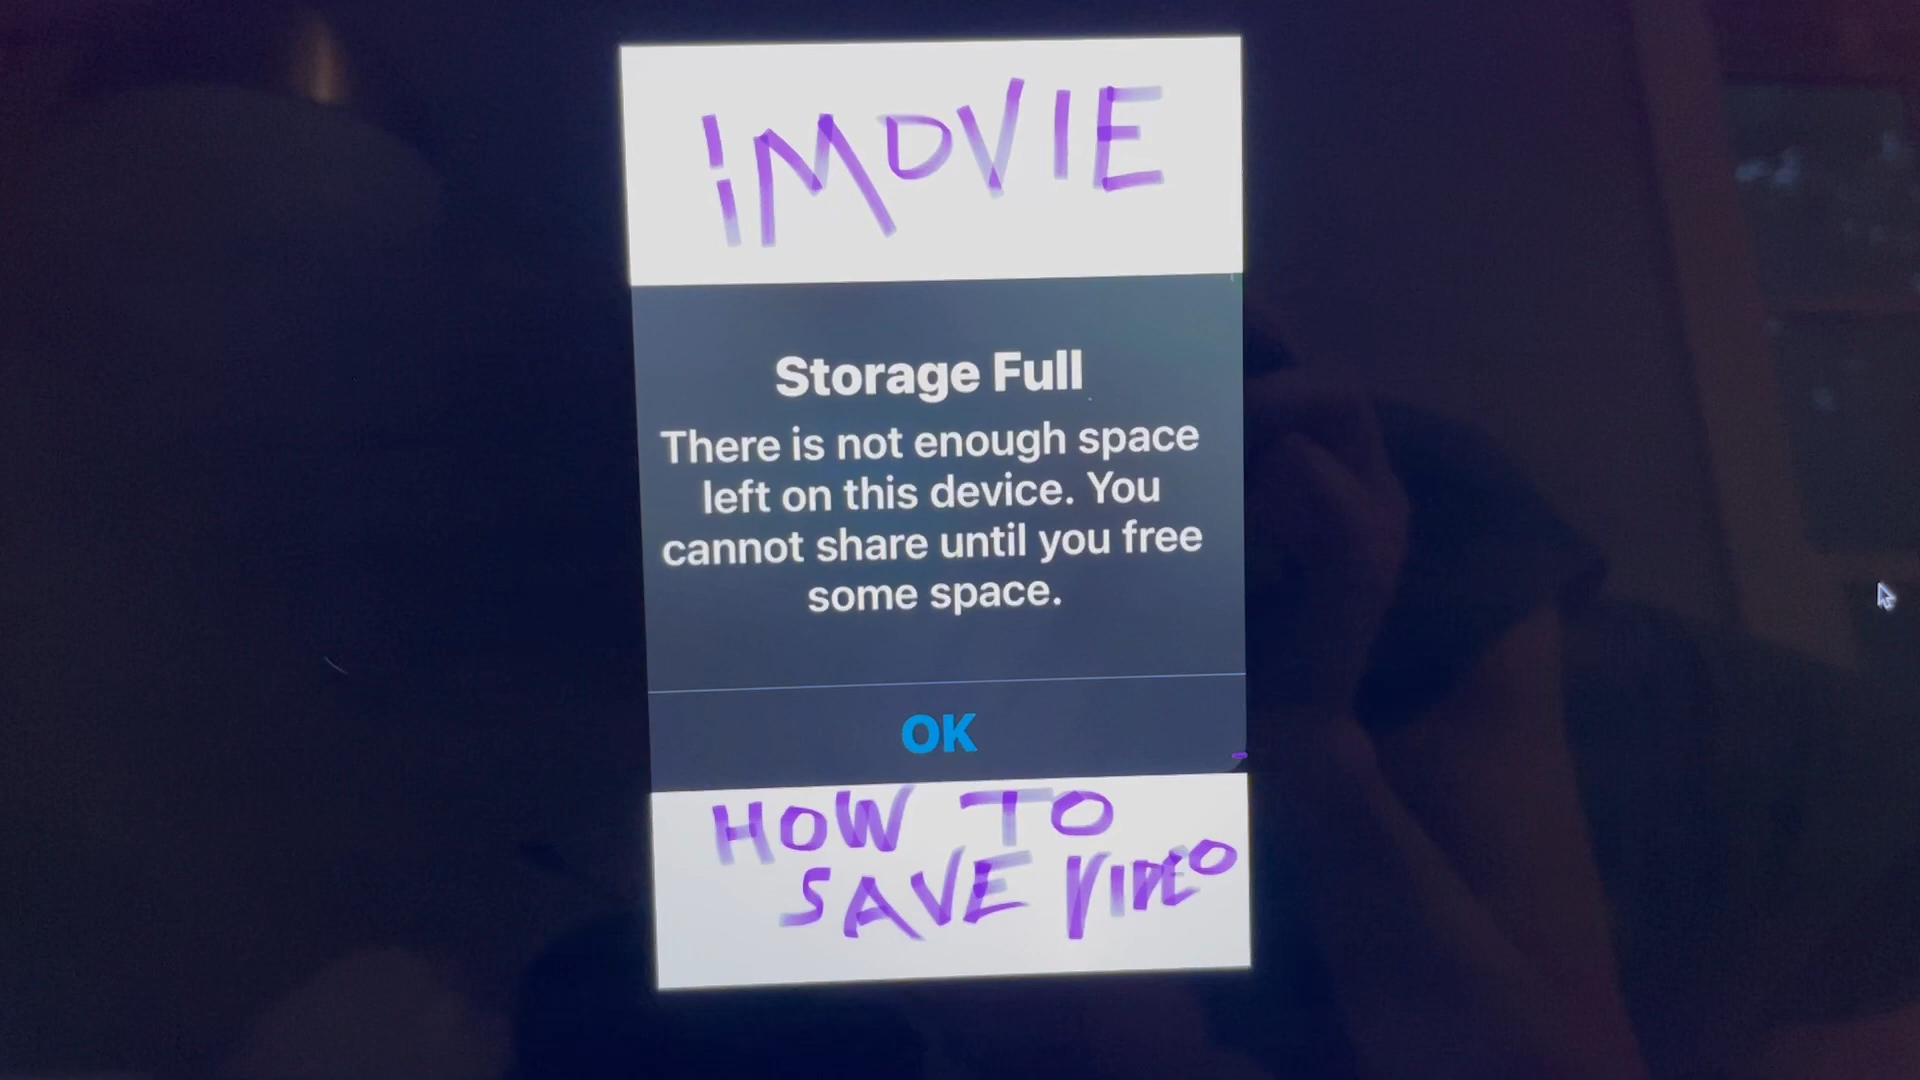 iMOVIE
Storage Full
There is not enough space
left on this device. You
cannot share until you free
some space.
OK
HOW TO
SAVE VIDEO